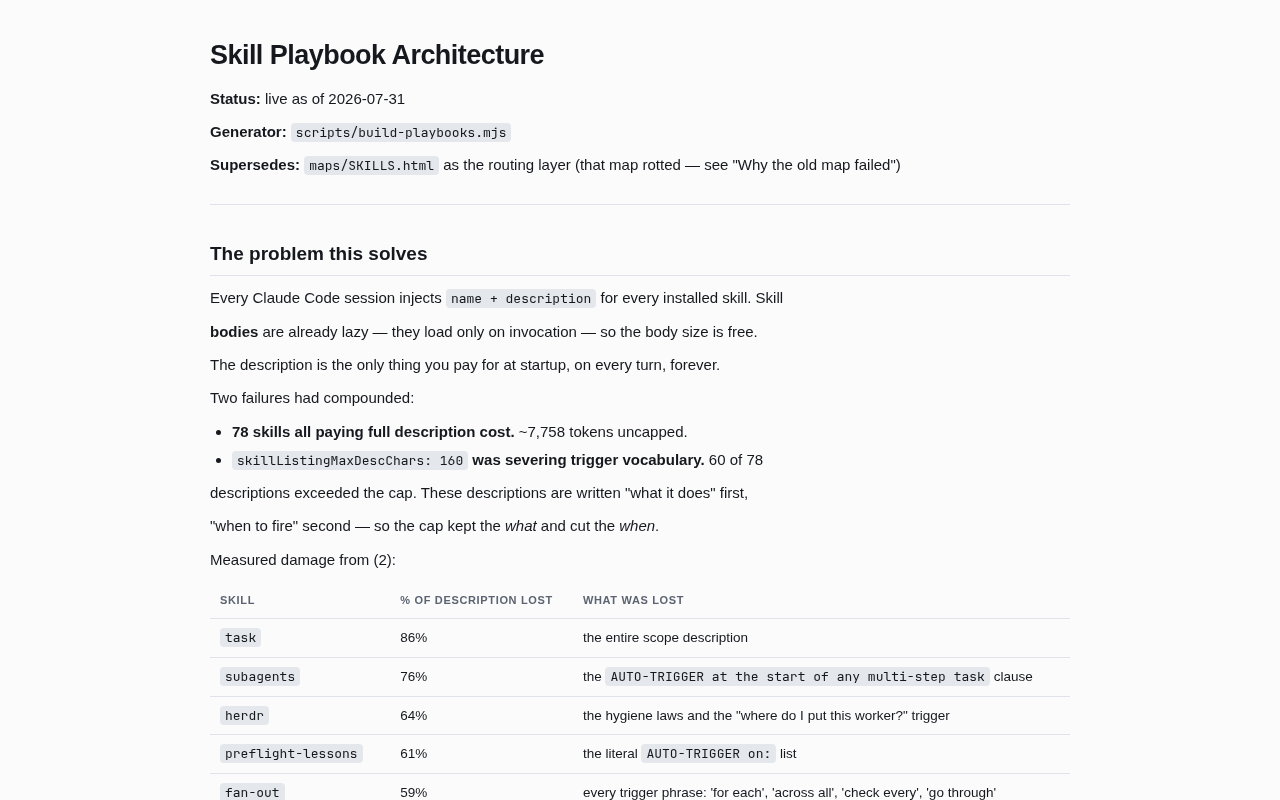 Skill Playbook Architecture
Status: live as of 2026-07-31
Generator: scripts/build-playbooks.mjs
Supersedes: maps/SKILLS.html as the routing layer (that map rotted — see "Why the old map failed")
The problem this solves
Every Claude Code session injects name + description for every installed skill. Skill
bodies are already lazy — they load only on invocation — so the body size is free.
The description is the only thing you pay for at startup, on every turn, forever.
Two failures had compounded:
• 78 skills all paying full description cost. ~7,758 tokens uncapped.
• skillListingMaxDescChars: 160 was severing trigger vocabulary. 60 of 78
descriptions exceeded the cap. These descriptions are written "what it does" first,
"when to fire" second — so the cap kept the what and cut the when.
Measured damage from (2):
SKILL % OF DESCRIPTION LOST WHAT WAS LOST
task 86% the entire scope description
subagents 76% the AUTO-TRIGGER at the start of any multi-step task clause
herdr 64% the hygiene laws and the "where do I put this worker?" trigger
preflight-lessons 61% the literal AUTO-TRIGGER on: list
fan-out 59% every trigger phrase: 'for each', 'across all', 'check every', 'go through'